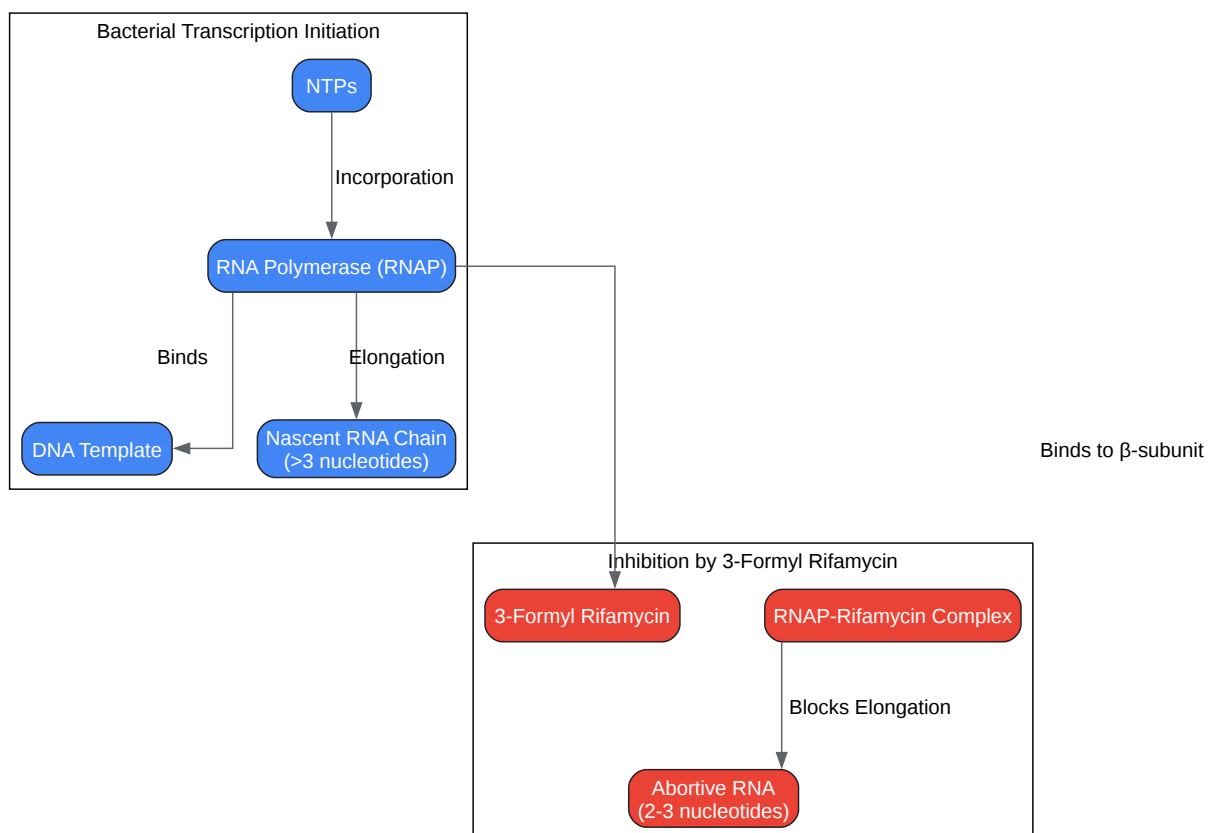 Bacterial Transcription Initiation
NTPs
Incorporation
RNA Polymerase (RNAP)
Binds
Elongation
DNA Template
Nascent RNA Chain
(>3 nucleotides)
Binds to β-subunit
Inhibition by 3-Formyl Rifamycin
3-Formyl Rifamycin
RNAP-Rifamycin Complex
Blocks Elongation
Abortive RNA
(2-3 nucleotides)